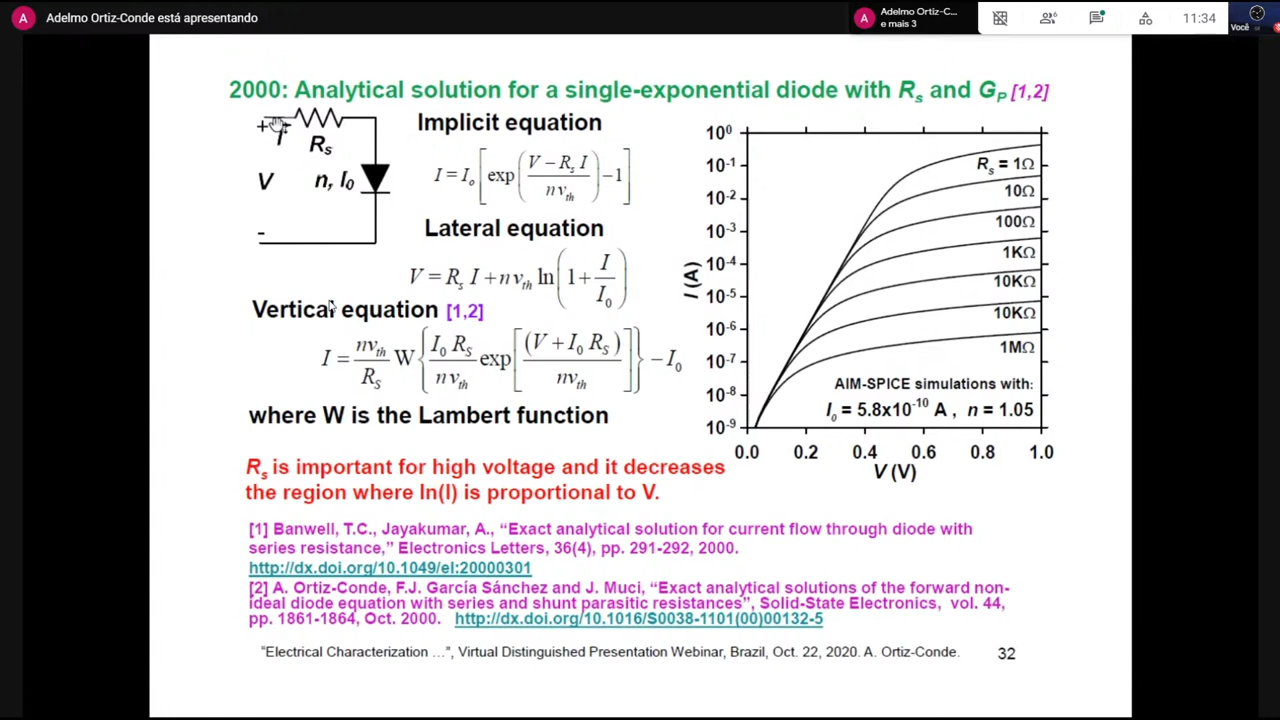 Adelmo Ortiz-Conde está apresentando
Adelmo Ortiz-C...
e mais 3
6
11:34
Você
2000: Analytical solution for a single-exponential diode with Rs and GP [1,2]
+
I
Rs
V
n, I0
-
Implicit equation
I = Io [ exp( (V − Rs I) / (n vth) ) − 1 ]
Lateral equation
V = Rs I + n vth ln( 1 + I / I0 )
Vertical equation [1,2]
I = (nvth / RS) W { (I0 RS / n vth) exp[ (V + I0 RS) / nvth ] } − I0
where W is the Lambert function
10^0
10^-1
10^-2
10^-3
10^-4
10^-5
10^-6
10^-7
10^-8
10^-9
I (A)
Rs = 1Ω
10Ω
100Ω
1KΩ
10KΩ
10KΩ
1MΩ
AIM-SPICE simulations with:
Io = 5.8x10^-10 A , n = 1.05
0.0 0.2 0.4 0.6 0.8 1.0
V (V)
Rs is important for high voltage and it decreases
the region where ln(I) is proportional to V.
[1] Banwell, T.C., Jayakumar, A., “Exact analytical solution for current flow through diode with
series resistance,” Electronics Letters, 36(4), pp. 291-292, 2000.
http://dx.doi.org/10.1049/el:20000301
[2] A. Ortiz-Conde, F.J. García Sánchez and J. Muci, “Exact analytical solutions of the forward non-
ideal diode equation with series and shunt parasitic resistances”, Solid-State Electronics, vol. 44,
pp. 1861-1864, Oct. 2000. http://dx.doi.org/10.1016/S0038-1101(00)00132-5
“Electrical Characterization ...”, Virtual Distinguished Presentation Webinar, Brazil, Oct. 22, 2020. A. Ortiz-Conde.
32